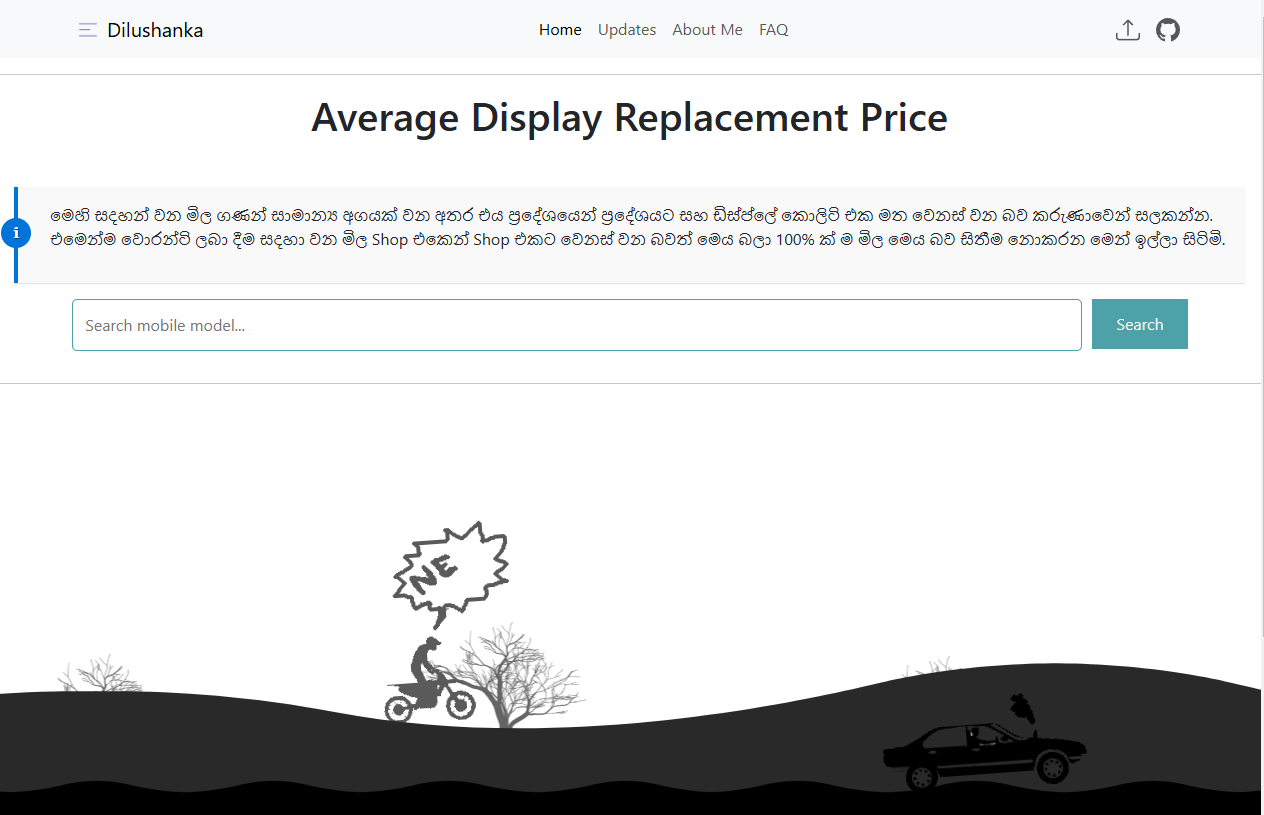 Dilushanka
Home Updates About Me FAQ
Average Display Replacement Price
මෙහි සඳහන් වන මිල ගණන් සාමාන්‍ය අගයක් වන අතර එය ප්‍රදේශයෙන් ප්‍රදේශයට සහ ඩිස්ප්ලේ කොලිටි එක මත වෙනස් වන බව කරුණාවෙන් සලකන්න.
එමෙන්ම වොරන්ටි ලබා දීම සඳහා වන මිල Shop එකෙන් Shop එකට වෙනස් වන බවත් මෙය බලා 100% ක් ම මිල මෙය බව සිතීම නොකරන මෙන් ඉල්ලා සිටිමි.
Search mobile model...
Search
NE